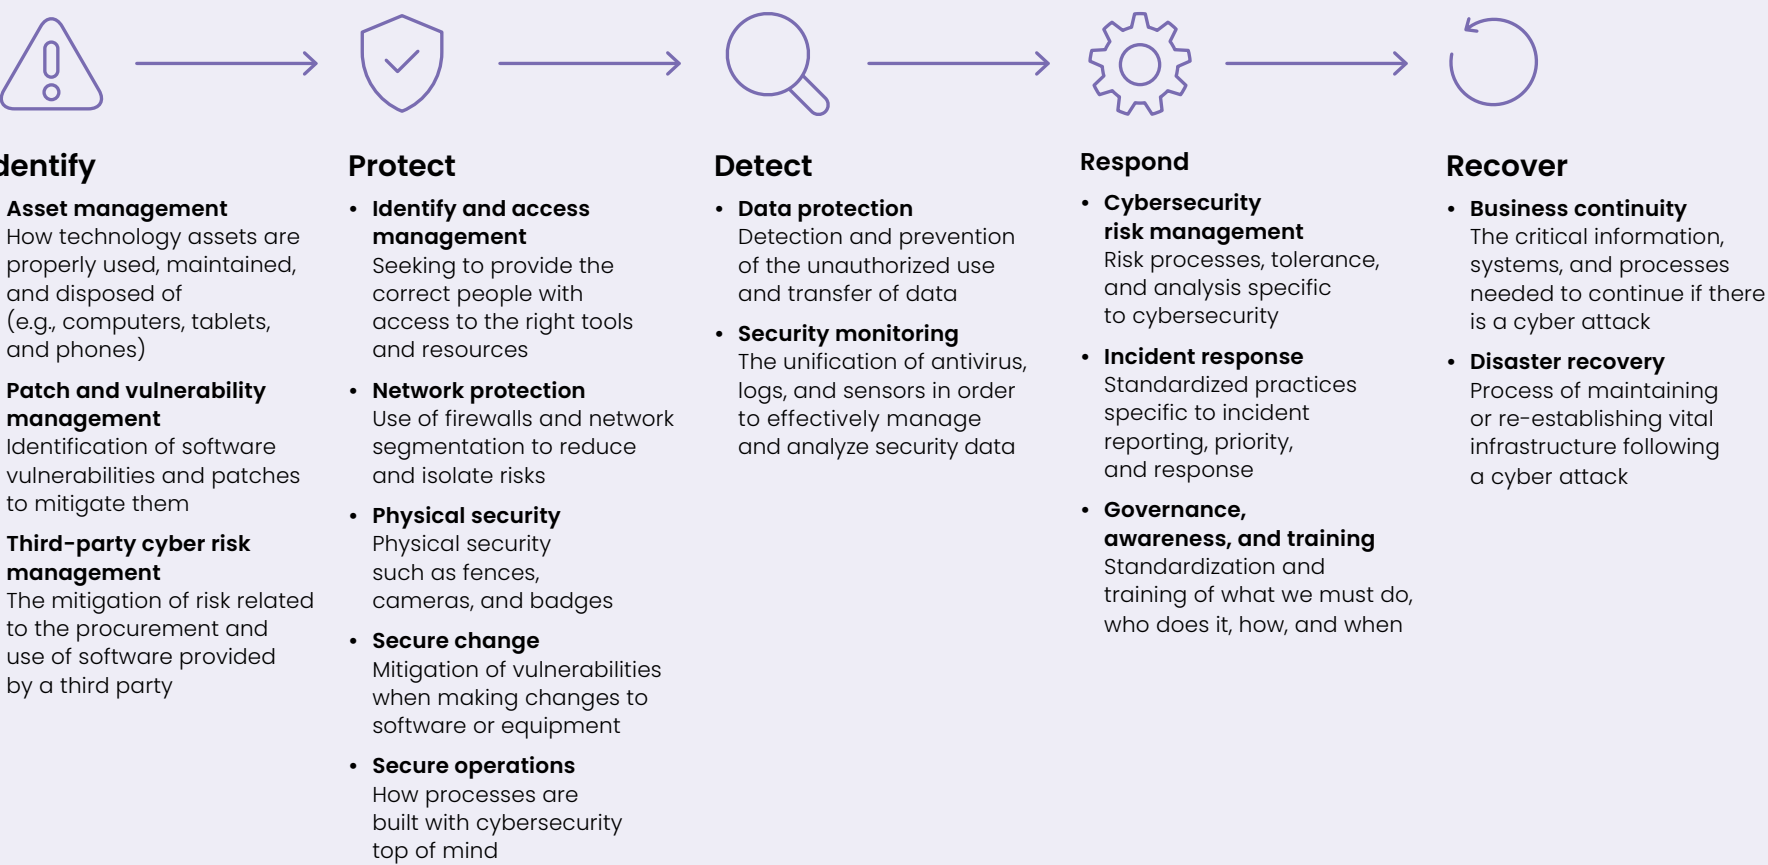 dentify
Asset management
How technology assets are
properly used, maintained,
and disposed of
(e.g., computers, tablets,
and phones)
Patch and vulnerability
management
Identification of software
vulnerabilities and patches
to mitigate them
Third-party cyber risk
management
The mitigation of risk related
to the procurement and
use of software provided
by a third party
Protect
• Identify and access
management
Seeking to provide the
correct people with
access to the right tools
and resources
• Network protection
Use of firewalls and network
segmentation to reduce
and isolate risks
• Physical security
Physical security
such as fences,
cameras, and badges
• Secure change
Mitigation of vulnerabilities
when making changes to
software or equipment
• Secure operations
How processes are
built with cybersecurity
top of mind
Detect
• Data protection
Detection and prevention
of the unauthorized use
and transfer of data
• Security monitoring
The unification of antivirus,
logs, and sensors in order
to effectively manage
and analyze security data
Respond
• Cybersecurity
risk management
Risk processes, tolerance,
and analysis specific
to cybersecurity
• Incident response
Standardized practices
specific to incident
reporting, priority,
and response
• Governance,
awareness, and training
Standardization and
training of what we must do,
who does it, how, and when
Recover
• Business continuity
The critical information,
systems, and processes
needed to continue if there
is a cyber attack
• Disaster recovery
Process of maintaining
or re-establishing vital
infrastructure following
a cyber attack